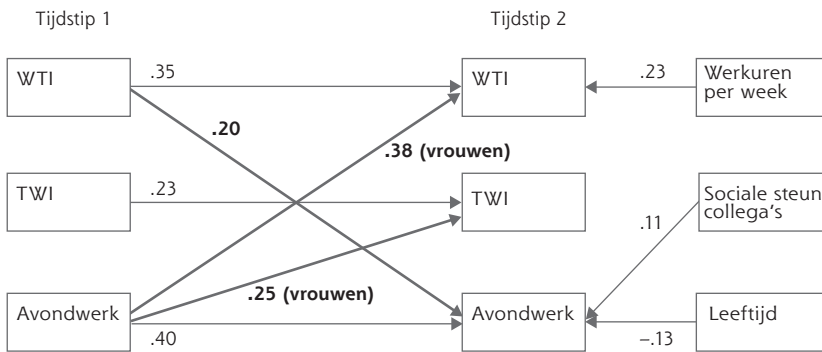 Tijdstip 1
Tijdstip 2
WTI
.35
WTI
.23
Werkuren
per week
.20
.38 (vrouwen)
TWI
.23
TWI
Sociale steun
collega's
.11
.25 (vrouwen)
Avondwerk
.40
Avondwerk
–.13
Leeftijd